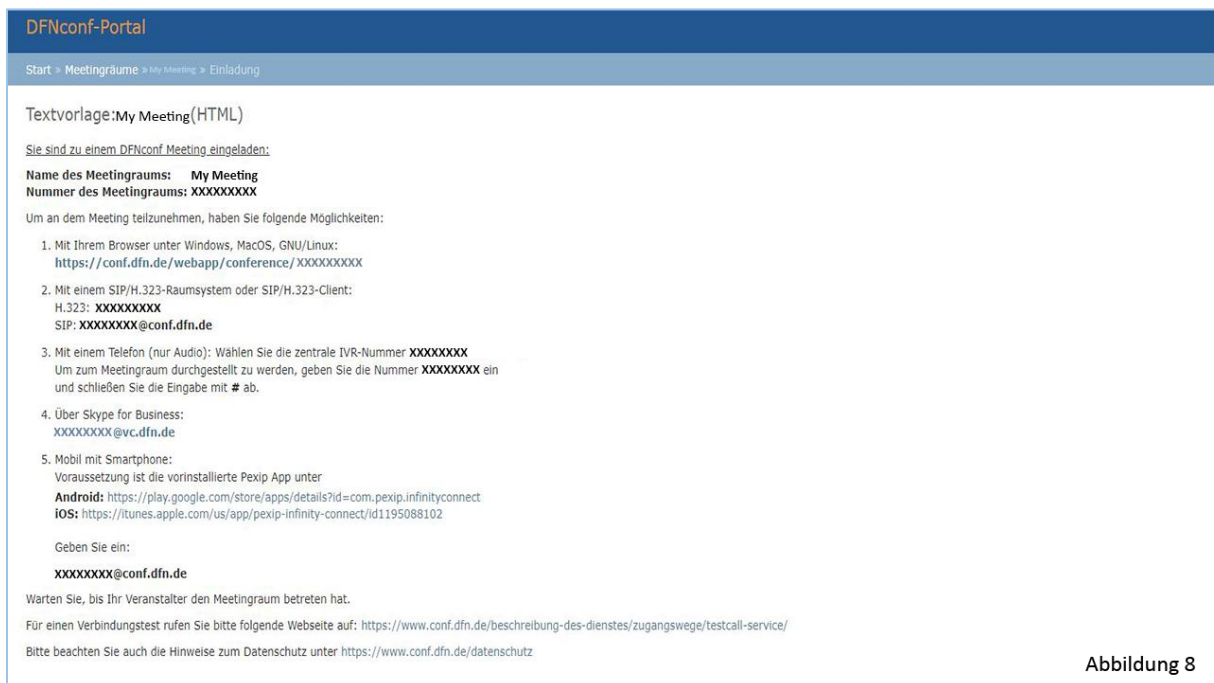 DFNconf-Portal
Start » Meetingräume » My Meeting » Einladung
Textvorlage:My Meeting(HTML)
Sie sind zu einem DFNconf Meeting eingeladen:
Name des Meetingraums: My Meeting
Nummer des Meetingraums: XXXXXXXXX
Um an dem Meeting teilzunehmen, haben Sie folgende Möglichkeiten:
1. Mit Ihrem Browser unter Windows, MacOS, GNU/Linux:
https://conf.dfn.de/webapp/conference/XXXXXXXXX
2. Mit einem SIP/H.323-Raumsystem oder SIP/H.323-Client:
H.323: XXXXXXXXX
SIP: XXXXXXXX@conf.dfn.de
3. Mit einem Telefon (nur Audio): Wählen Sie die zentrale IVR-Nummer XXXXXXXX
Um zum Meetingraum durchgestellt zu werden, geben Sie die Nummer XXXXXXXX ein
und schließen Sie die Eingabe mit # ab.
4. Über Skype for Business:
XXXXXXXX@vc.dfn.de
5. Mobil mit Smartphone:
Voraussetzung ist die vorinstallierte Pexip App unter
Android: https://play.google.com/store/apps/details?id=com.pexip.infinityconnect
iOS: https://itunes.apple.com/us/app/pexip-infinity-connect/id1195088102
Geben Sie ein:
XXXXXXXX@conf.dfn.de
Warten Sie, bis Ihr Veranstalter den Meetingraum betreten hat.
Für einen Verbindungstest rufen Sie bitte folgende Webseite auf: https://www.conf.dfn.de/beschreibung-des-dienstes/zugangswege/testcall-service/
Bitte beachten Sie auch die Hinweise zum Datenschutz unter https://www.conf.dfn.de/datenschutz
Abbildung 8